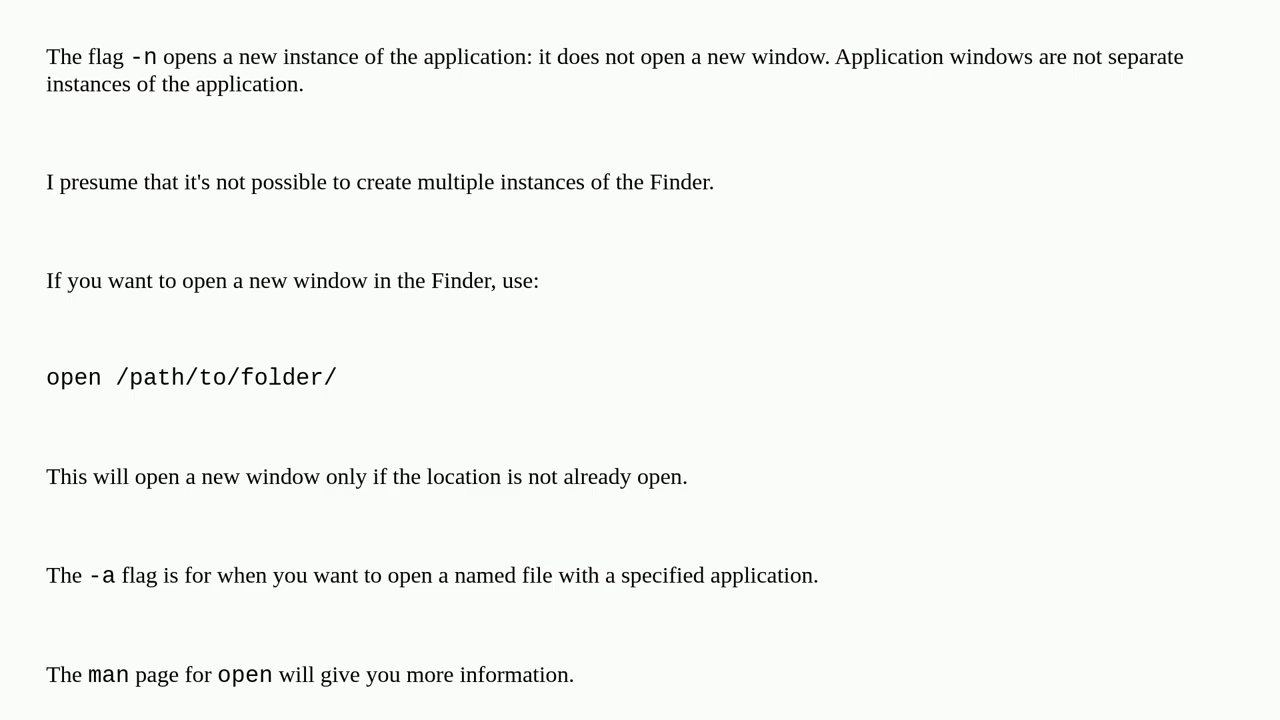 The flag -n opens a new instance of the application: it does not open a new window. Application windows are not separate
instances of the application.
I presume that it's not possible to create multiple instances of the Finder.
If you want to open a new window in the Finder, use:
open /path/to/folder/
This will open a new window only if the location is not already open.
The -a flag is for when you want to open a named file with a specified application.
The man page for open will give you more information.